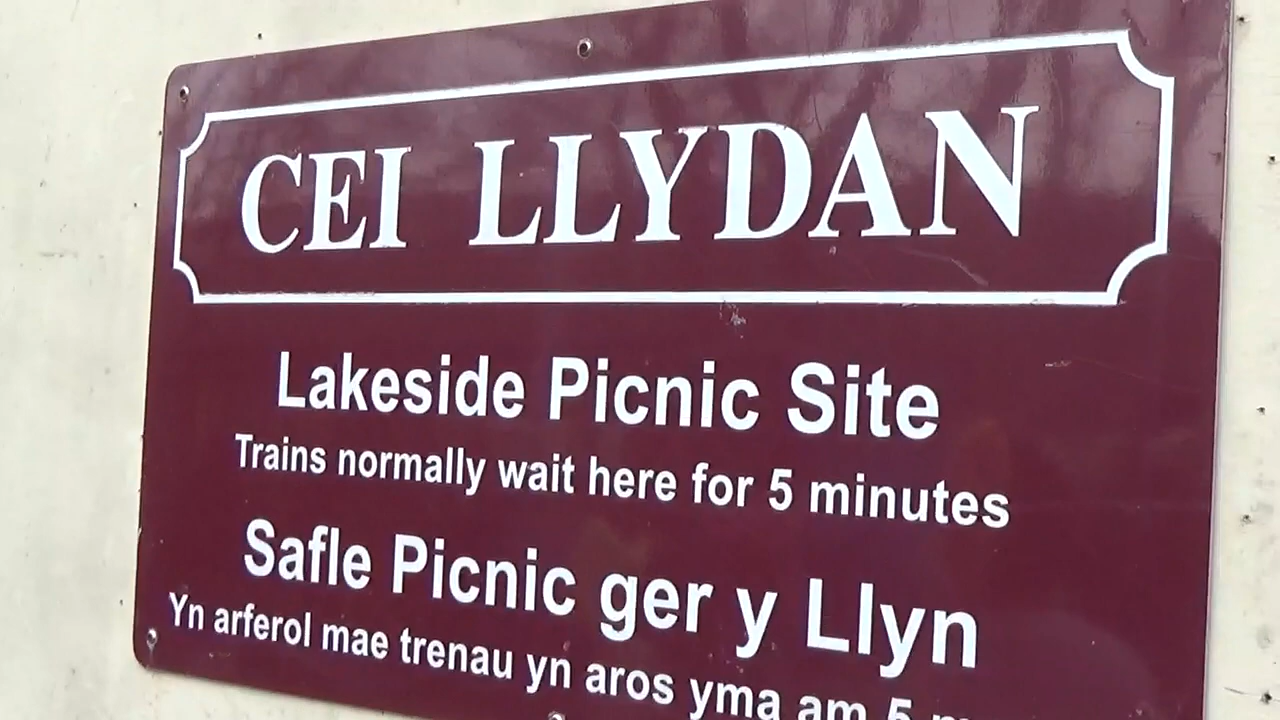 CEI LLYDAN
Lakeside Picnic Site
Trains normally wait here for 5 minutes
Safle Picnic ger y Llyn
Yn arferol mae trenau yn aros yma am 5